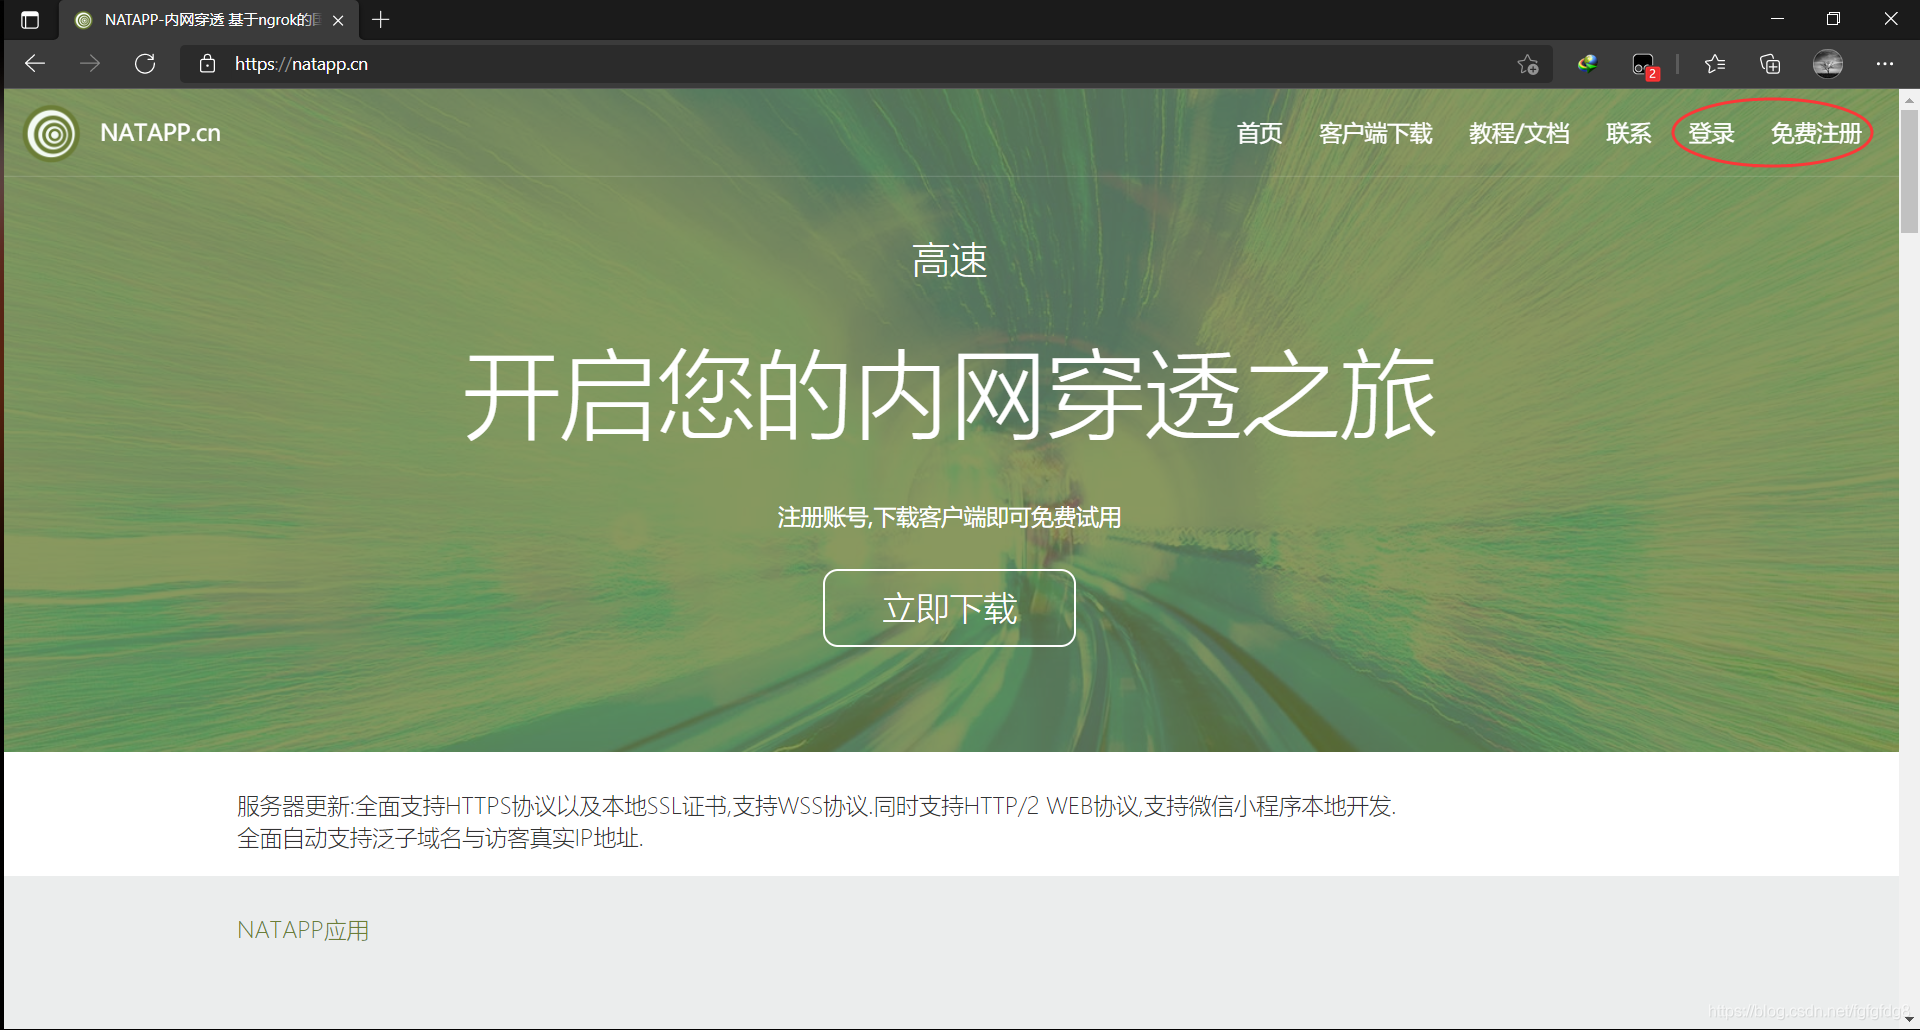 NATAPP-内网穿透 基于ngrok的
https://natapp.cn
2
NATAPP.cn
首页 客户端下载 教程/文档 联系 登录 免费注册
高速
开启您的内网穿透之旅
注册账号,下载客户端即可免费试用
立即下载
服务器更新:全面支持HTTPS协议以及本地SSL证书,支持WSS协议.同时支持HTTP/2 WEB协议,支持微信小程序本地开发.
全面自动支持泛子域名与访客真实IP地址.
NATAPP应用
https://blog.csdn.net/fgfgfdg8